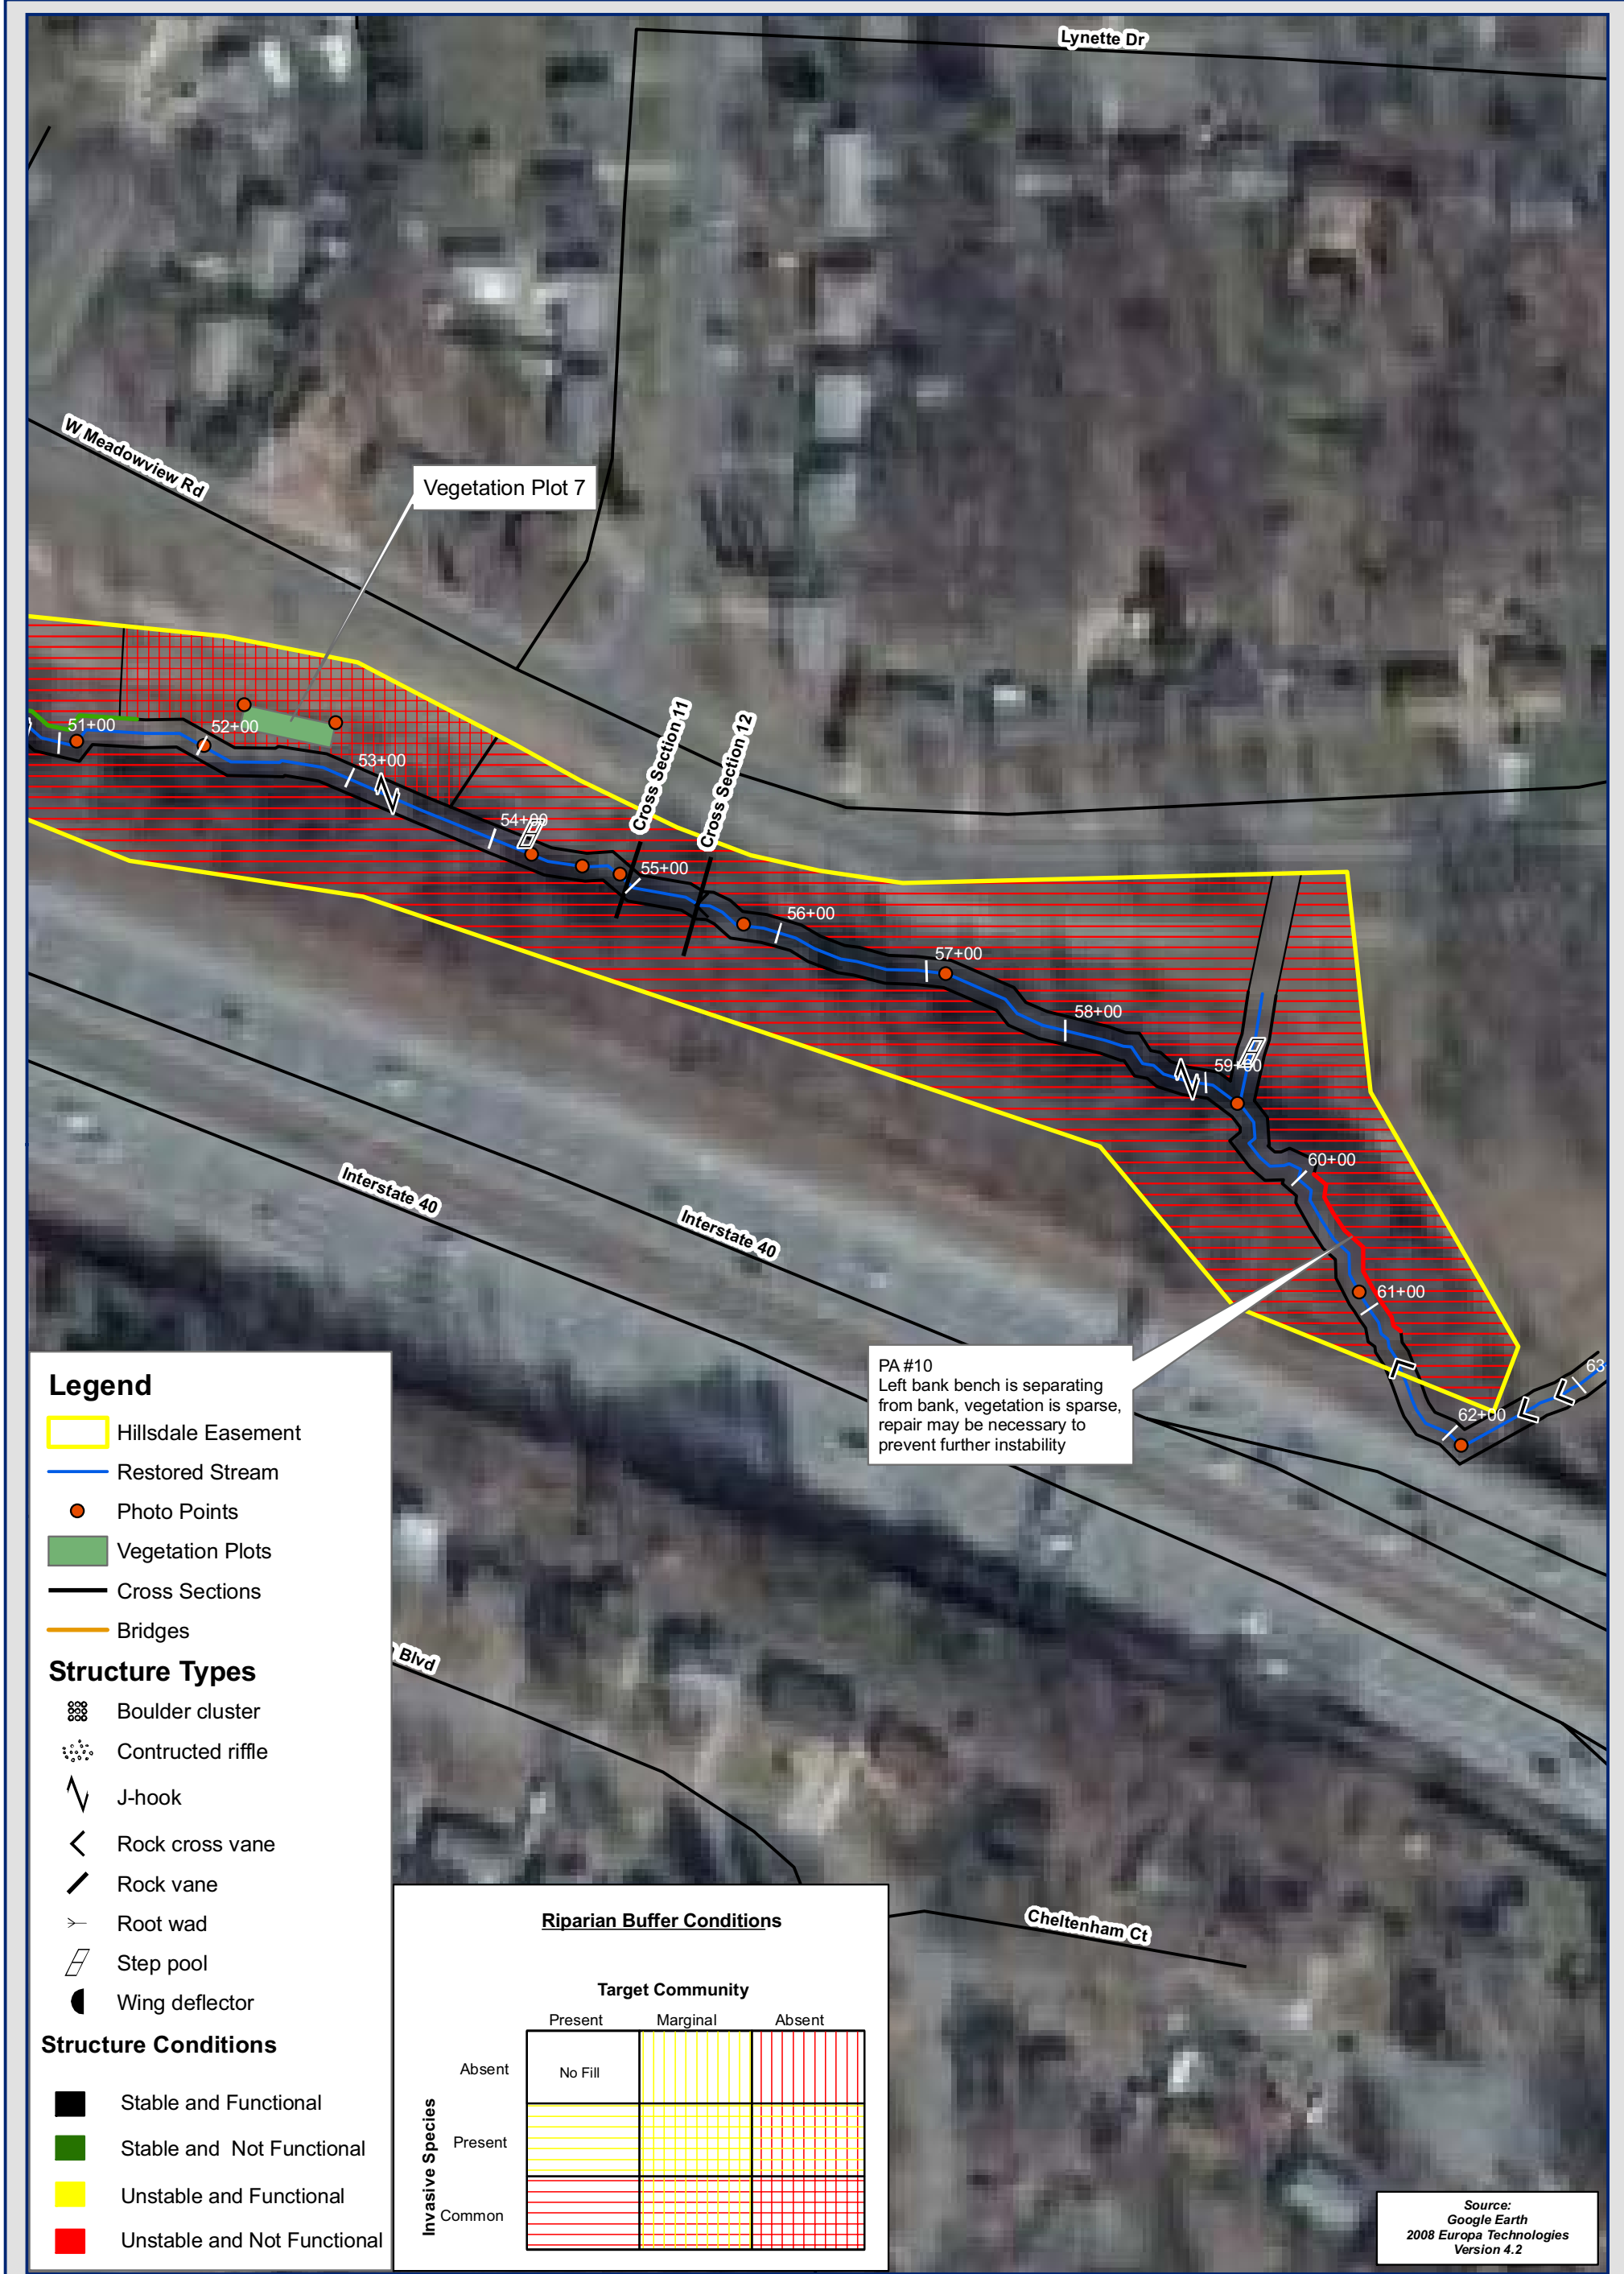 Lynette Dr
W Meadowview Rd
Vegetation Plot 7
Cross Section 11
Cross Section 12
51+00
52+00
53+00
54+00
55+00
56+00
57+00
58+00
59+00
60+00
61+00
62+00
63
Interstate 40
Interstate 40
PA #10
Left bank bench is separating
from bank, vegetation is sparse,
repair may be necessary to
prevent further instability
Blvd
Cheltenham Ct
Legend
Hillsdale Easement
Restored Stream
Photo Points
Vegetation Plots
Cross Sections
Bridges
Structure Types
Boulder cluster
Contructed riffle
J-hook
Rock cross vane
Rock vane
Root wad
Step pool
Wing deflector
Structure Conditions
Stable and Functional
Stable and Not Functional
Unstable and Functional
Unstable and Not Functional
Riparian Buffer Conditions
Target Community
Present Marginal Absent
Invasive Species
Absent
No Fill
Present
Common
Source:
Google Earth
2008 Europa Technologies
Version 4.2